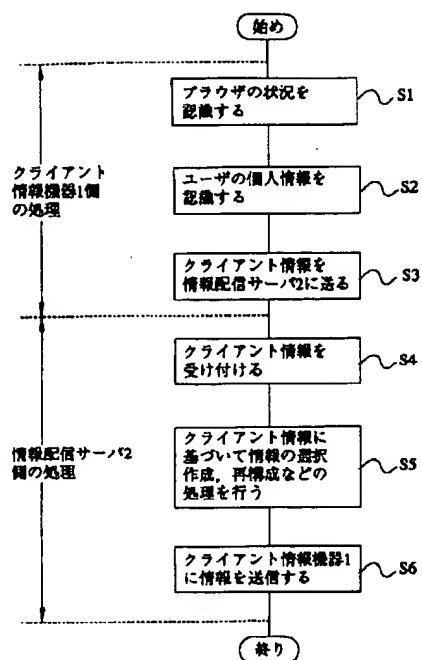 始め
ブラウザの状況を
認識する
S1
クライアント
情報機器1側
の処理
ユーザの個人情報を
認識する
S2
クライアント情報を
情報配信サーバ2に送る
S3
クライアント情報を
受け付ける
S4
情報配信サーバ2
側の処理
クライアント情報に
基づいて情報の選択
作成，再構成などの
処理を行う
S5
クライアント情報機器1
に情報を送信する
S6
終り